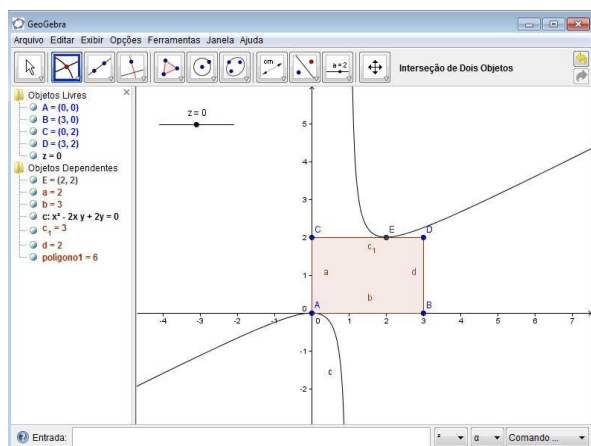 GeoGebra
Arquivo Editar Exibir Opções Ferramentas Janela Ajuda
a=2
Interseção de Dois Objetos
Objetos Livres
A = (0, 0)
B = (3, 0)
C = (0, 2)
D = (3, 2)
z = 0
Objetos Dependentes
E = (2, 2)
a = 2
b = 3
c: x² - 2x y + 2y = 0
c₁ = 3
d = 2
polígono1 = 6
z = 0
5
4
3
2
1
0
-1
-2
-4 -3 -2 -1 0 1 2 3 4 5 6 7
C E D
c₁
a d
b
A B
c
Entrada:
² α Comando ...